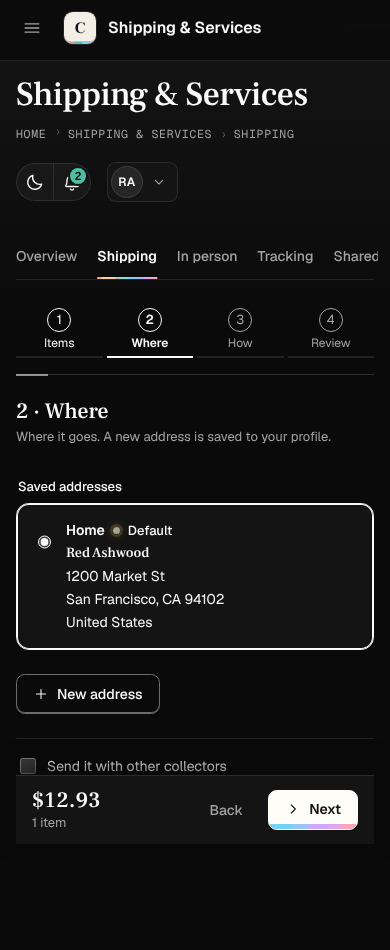 C Shipping & Services
Shipping & Services
HOME › SHIPPING & SERVICES › SHIPPING
2
RA
Overview Shipping In person Tracking Shared
1 2 3 4
Items Where How Review
2 · Where
Where it goes. A new address is saved to your profile.
Saved addresses
Home Default
Red Ashwood
1200 Market St
San Francisco, CA 94102
United States
+ New address
Send it with other collectors
$12.93
1 item
Back
Next